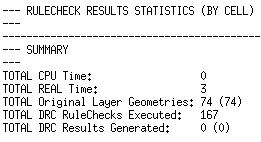 --- RULECHECK RESULTS STATISTICS (BY CELL)
---
----------------------------------------------
--- SUMMARY
---
TOTAL CPU Time: 0
TOTAL REAL Time: 3
TOTAL Original Layer Geometries: 74 (74)
TOTAL DRC RuleChecks Executed: 167
TOTAL DRC Results Generated: 0 (0)